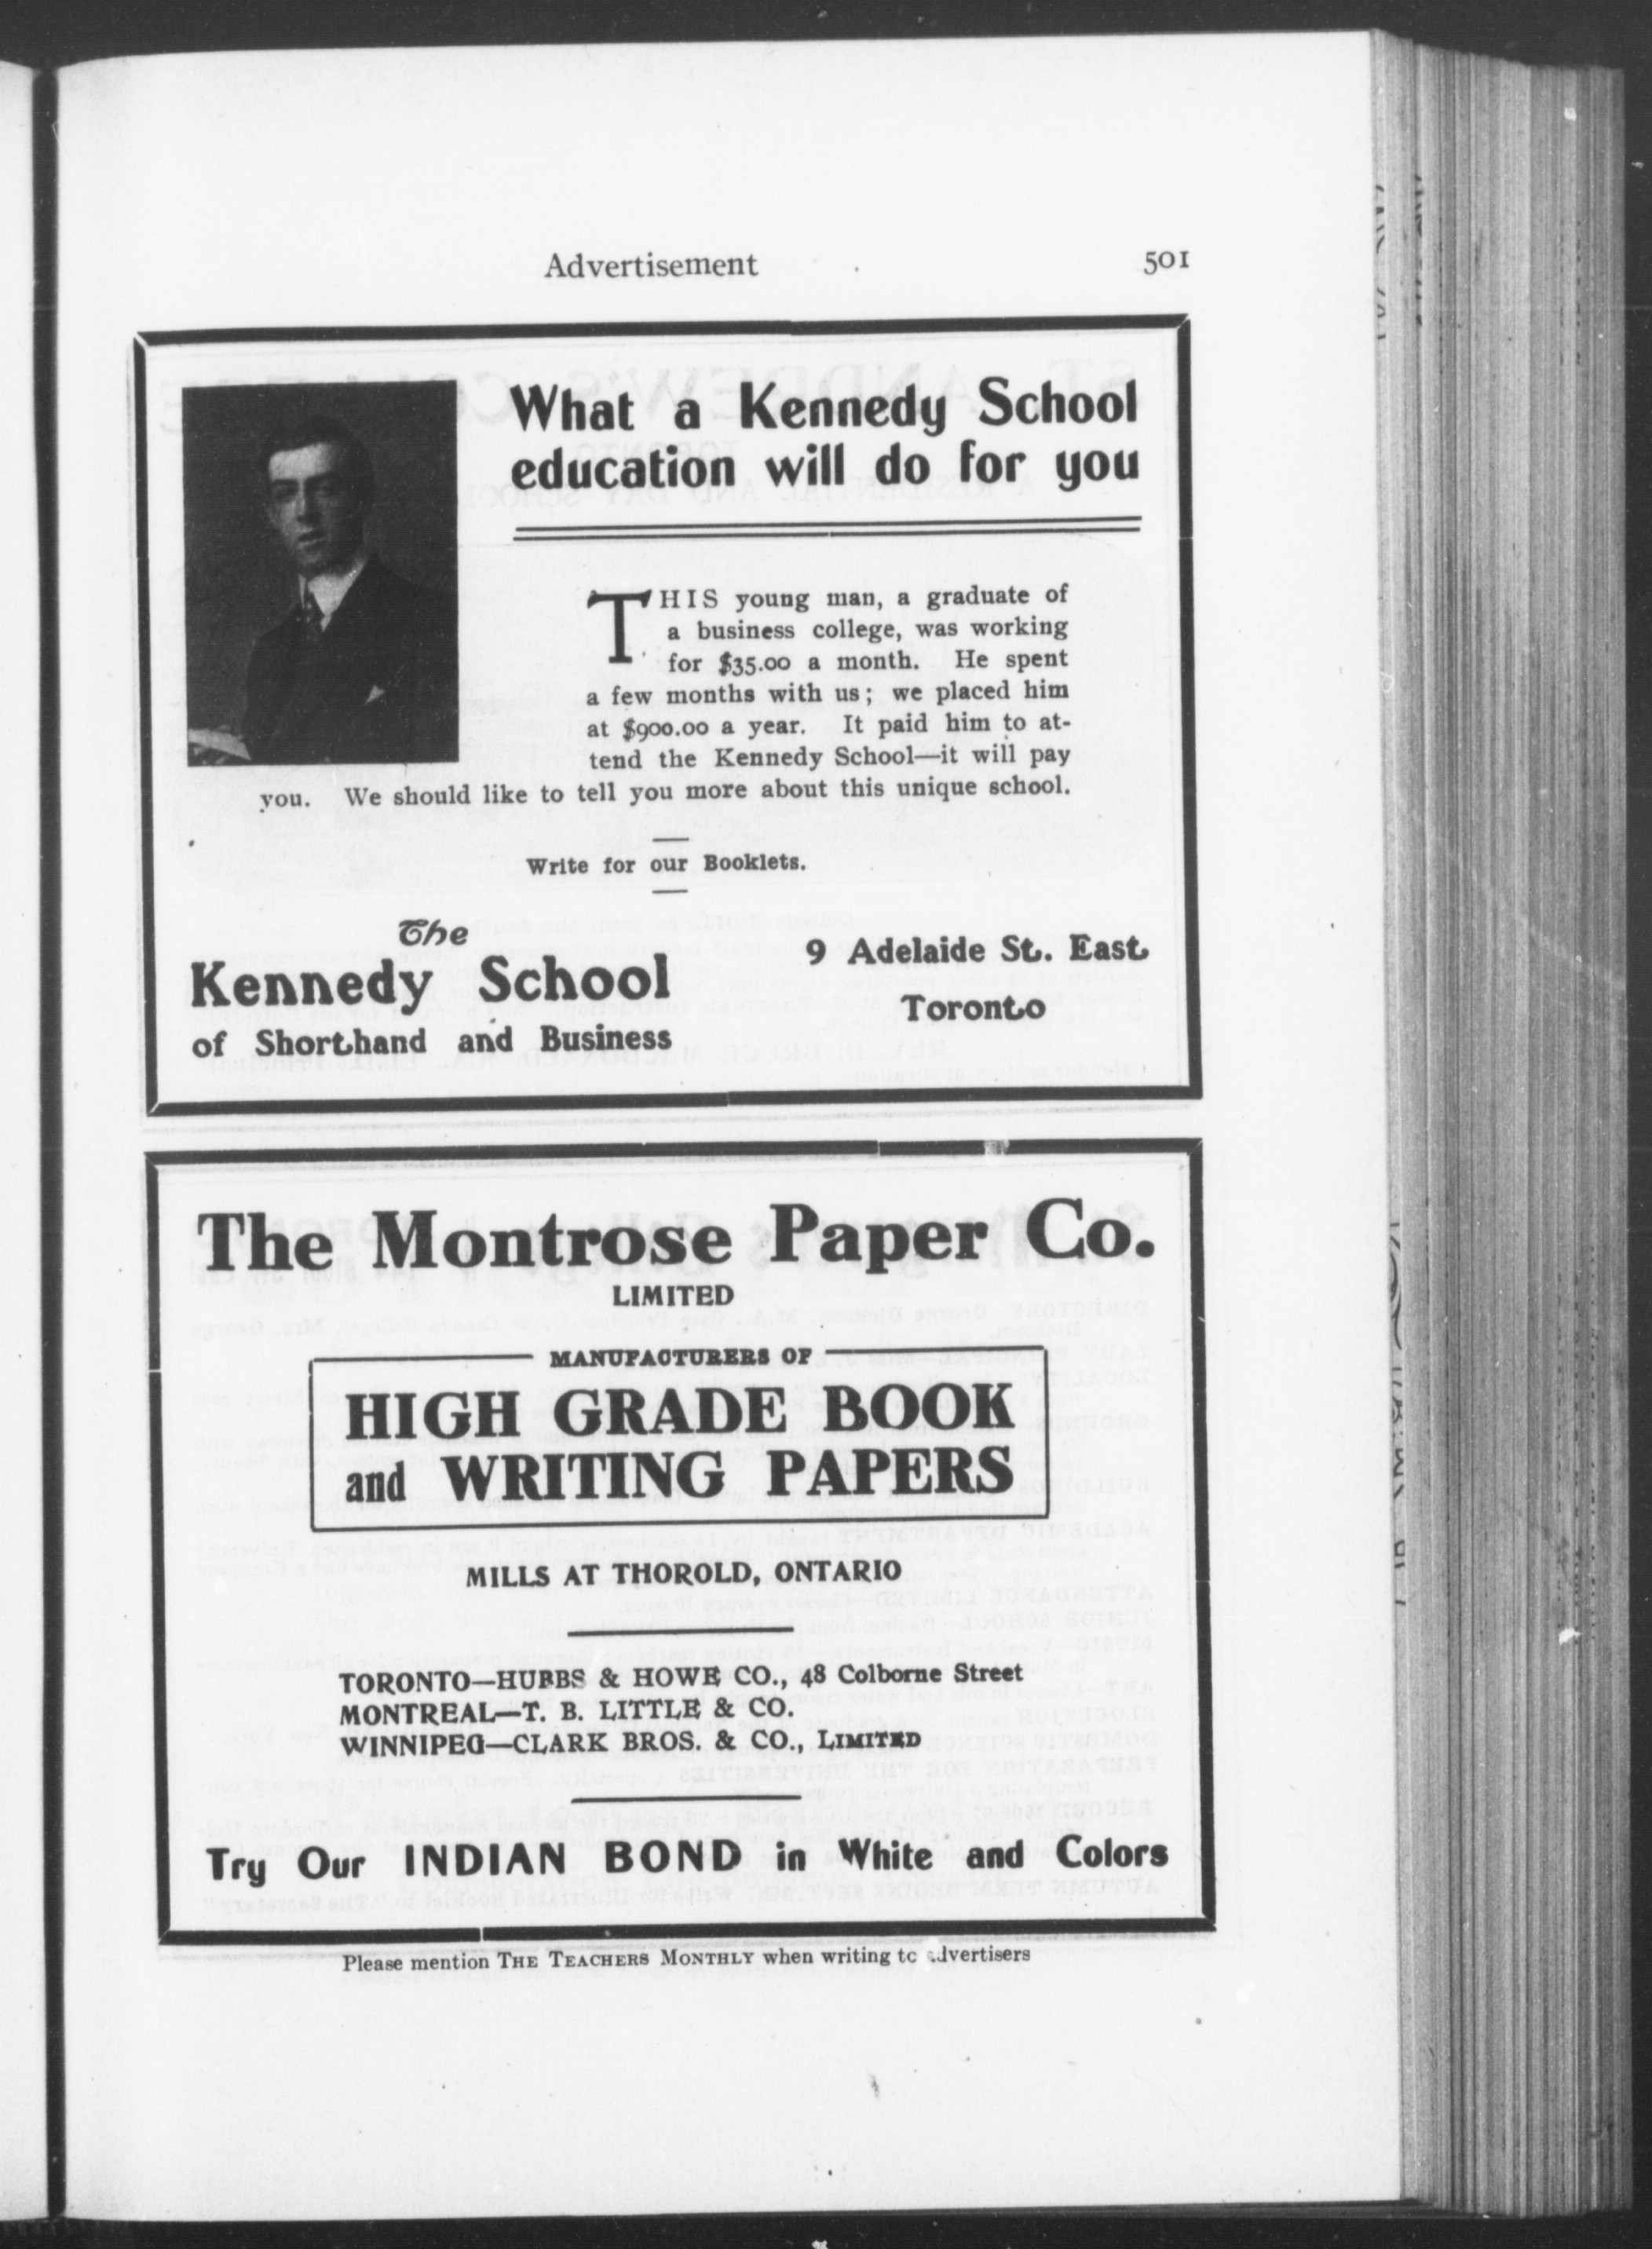 Advertisement 501
What a Kennedy School
education will do for you
THIS young man, a graduate of
a business college, was working
for $35.00 a month. He spent
a few months with us; we placed him
at $900.00 a year. It paid him to at-
tend the Kennedy School—it will pay
you. We should like to tell you more about this unique school.
Write for our Booklets.
The
Kennedy School
of Shorthand and Business
9 Adelaide St. East
Toronto
The Montrose Paper Co.
LIMITED
MANUFACTURERS OF
HIGH GRADE BOOK
and WRITING PAPERS
MILLS AT THOROLD, ONTARIO
TORONTO—HUBBS & HOWE CO., 48 Colborne Street
MONTREAL—T. B. LITTLE & CO.
WINNIPEG—CLARK BROS. & CO., LIMITED
Try Our INDIAN BOND in White and Colors
Please mention THE TEACHERS MONTHLY when writing to advertisers